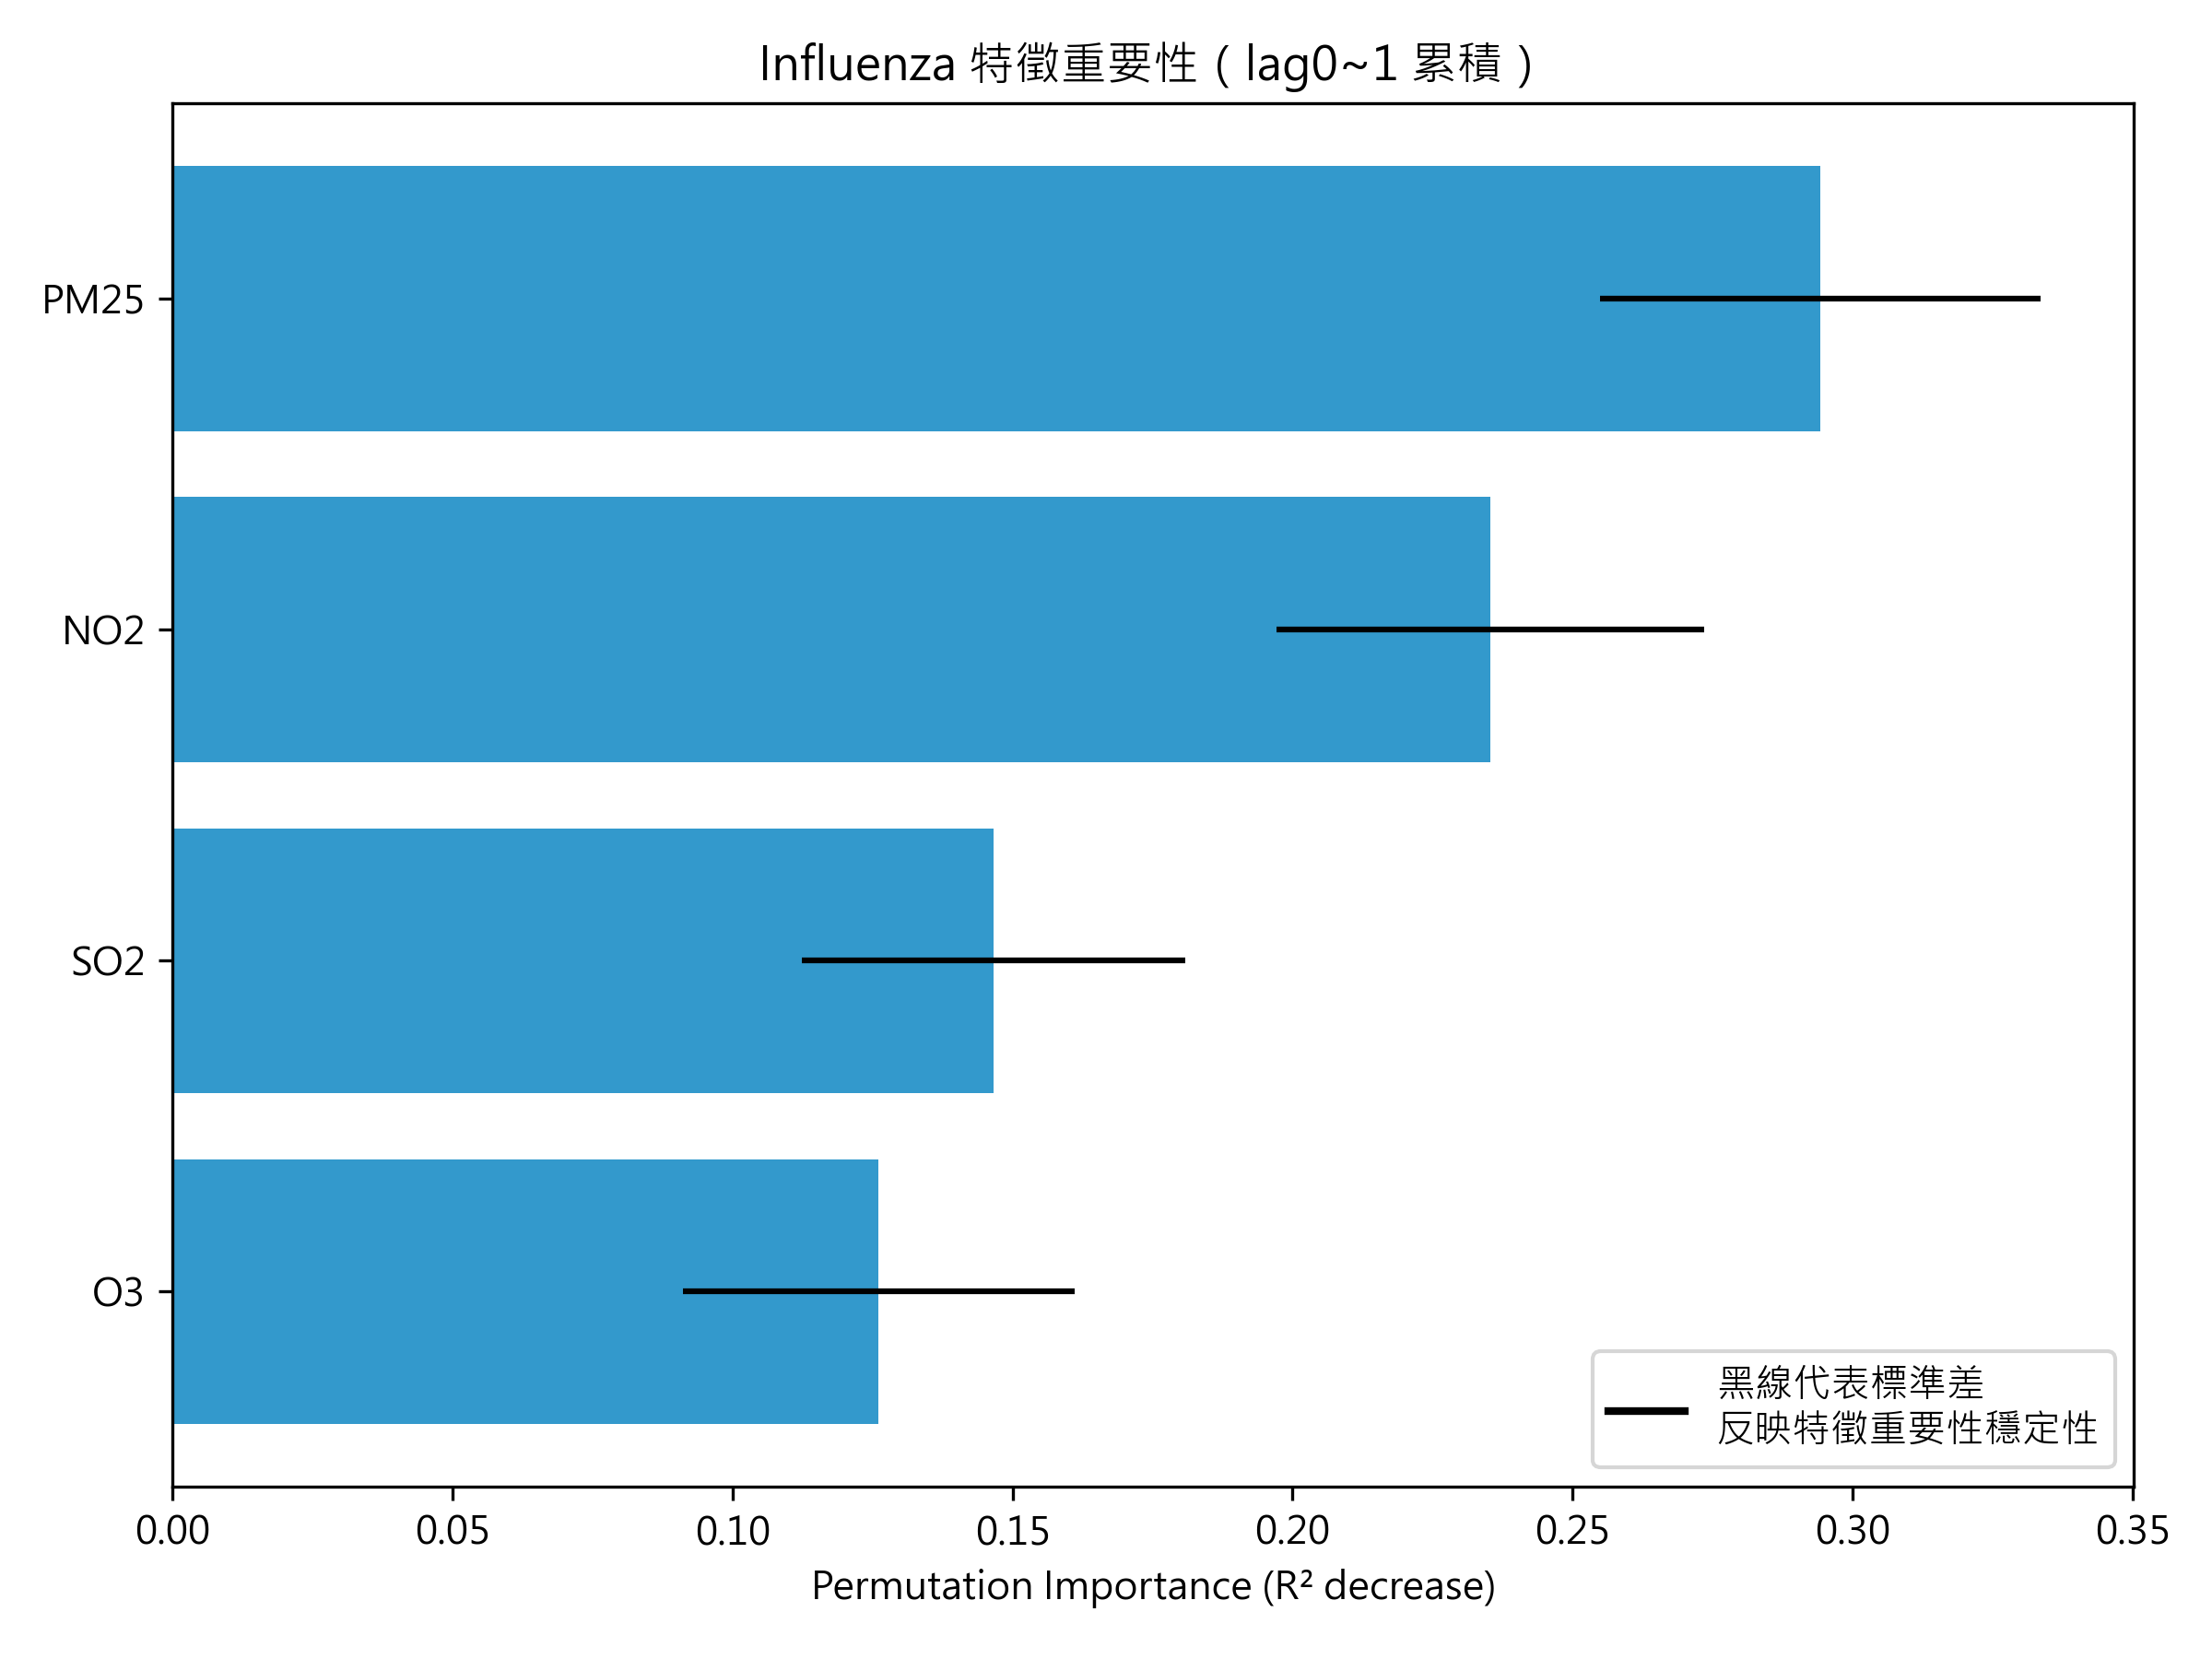 Influenza 特徵重要性（lag0~1 累積）
PM25
NO2
SO2
O3
黑線代表標準差
反映特徵重要性穩定性
0.00 0.05 0.10 0.15 0.20 0.25 0.30 0.35
Permutation Importance (R² decrease)